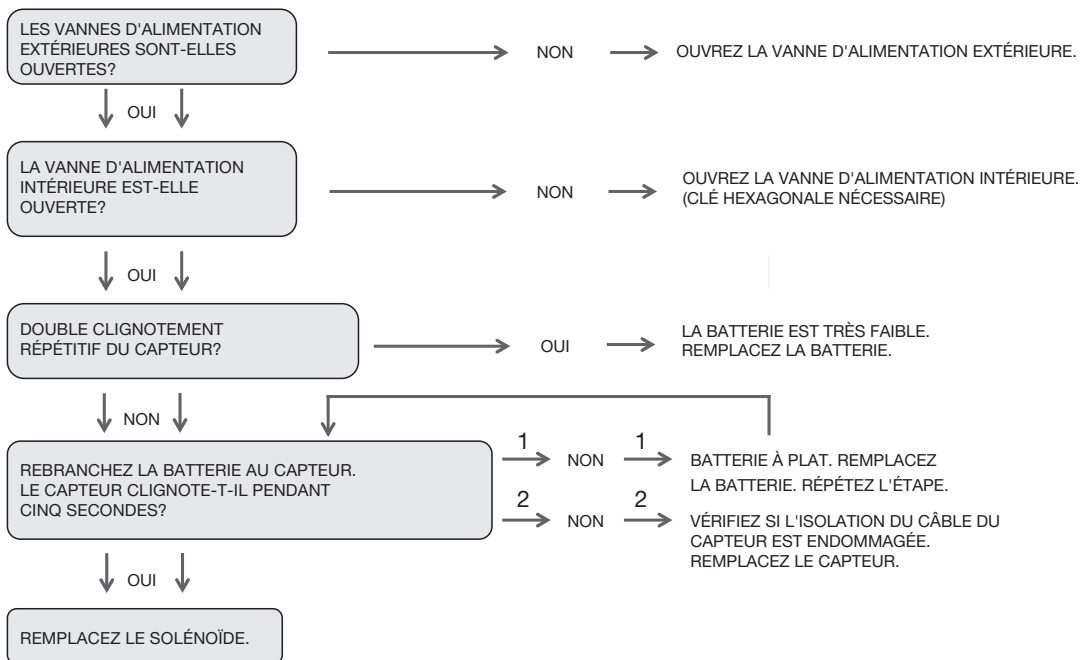 LES VANNES D'ALIMENTATION
EXTÉRIEURES SONT-ELLES
OUVERTES?
NON
OUVREZ LA VANNE D'ALIMENTATION EXTÉRIEURE.
OUI
LA VANNE D'ALIMENTATION
INTÉRIEURE EST-ELLE
OUVERTE?
NON
OUVREZ LA VANNE D'ALIMENTATION INTÉRIEURE.
(CLÉ HEXAGONALE NÉCESSAIRE)
OUI
DOUBLE CLIGNOTEMENT
RÉPÉTITIF DU CAPTEUR?
OUI
LA BATTERIE EST TRÈS FAIBLE.
REMPLACEZ LA BATTERIE.
NON
REBRANCHEZ LA BATTERIE AU CAPTEUR.
LE CAPTEUR CLIGNOTE-T-IL PENDANT
CINQ SECONDES?
1 NON 1
BATTERIE À PLAT. REMPLACEZ
LA BATTERIE. RÉPÉTEZ L'ÉTAPE.
2 NON 2
VÉRIFIEZ SI L'ISOLATION DU CÂBLE DU
CAPTEUR EST ENDOMMAGÉE.
REMPLACEZ LE CAPTEUR.
OUI
REMPLACEZ LE SOLÉNOÏDE.